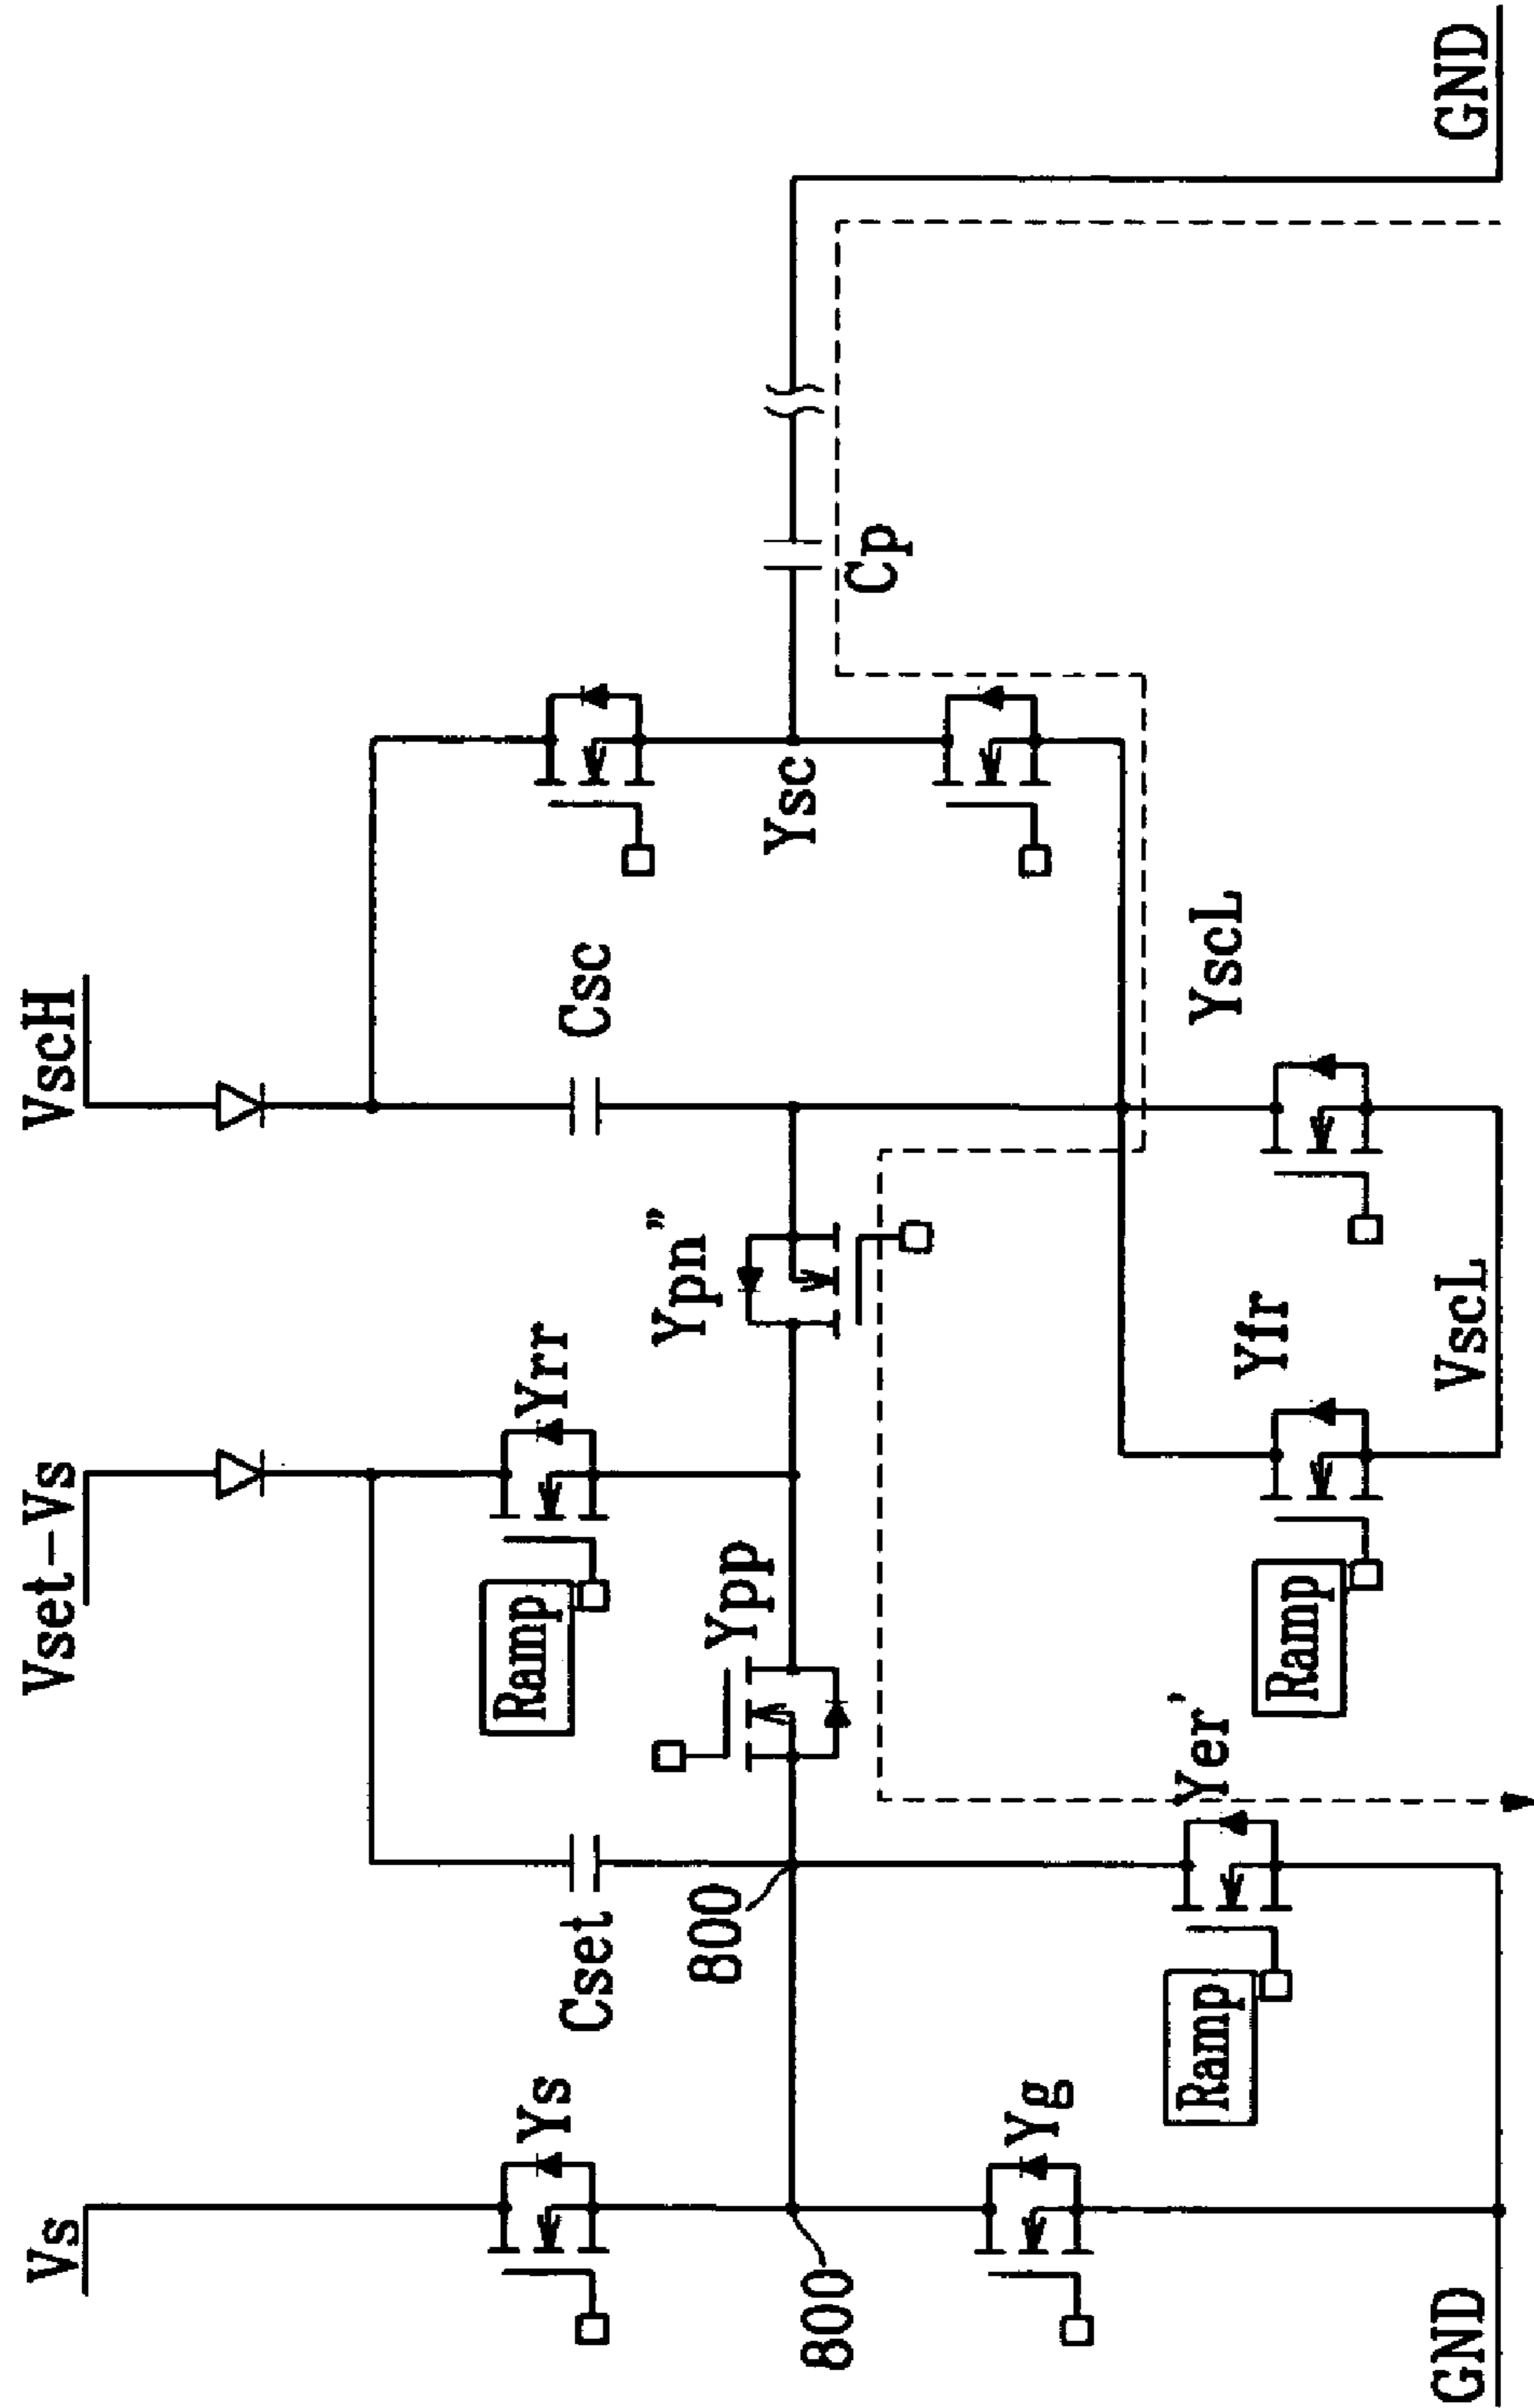 Vs
Vset-Vs
VscH
Ys
Cset
Ramp
Yrr
Csc
800
Ypp
Ypn"
Ysc
800
Cp
Yg
Ramp
Yer'
Ramp
Yfr
YscL
GND
VscL
GND